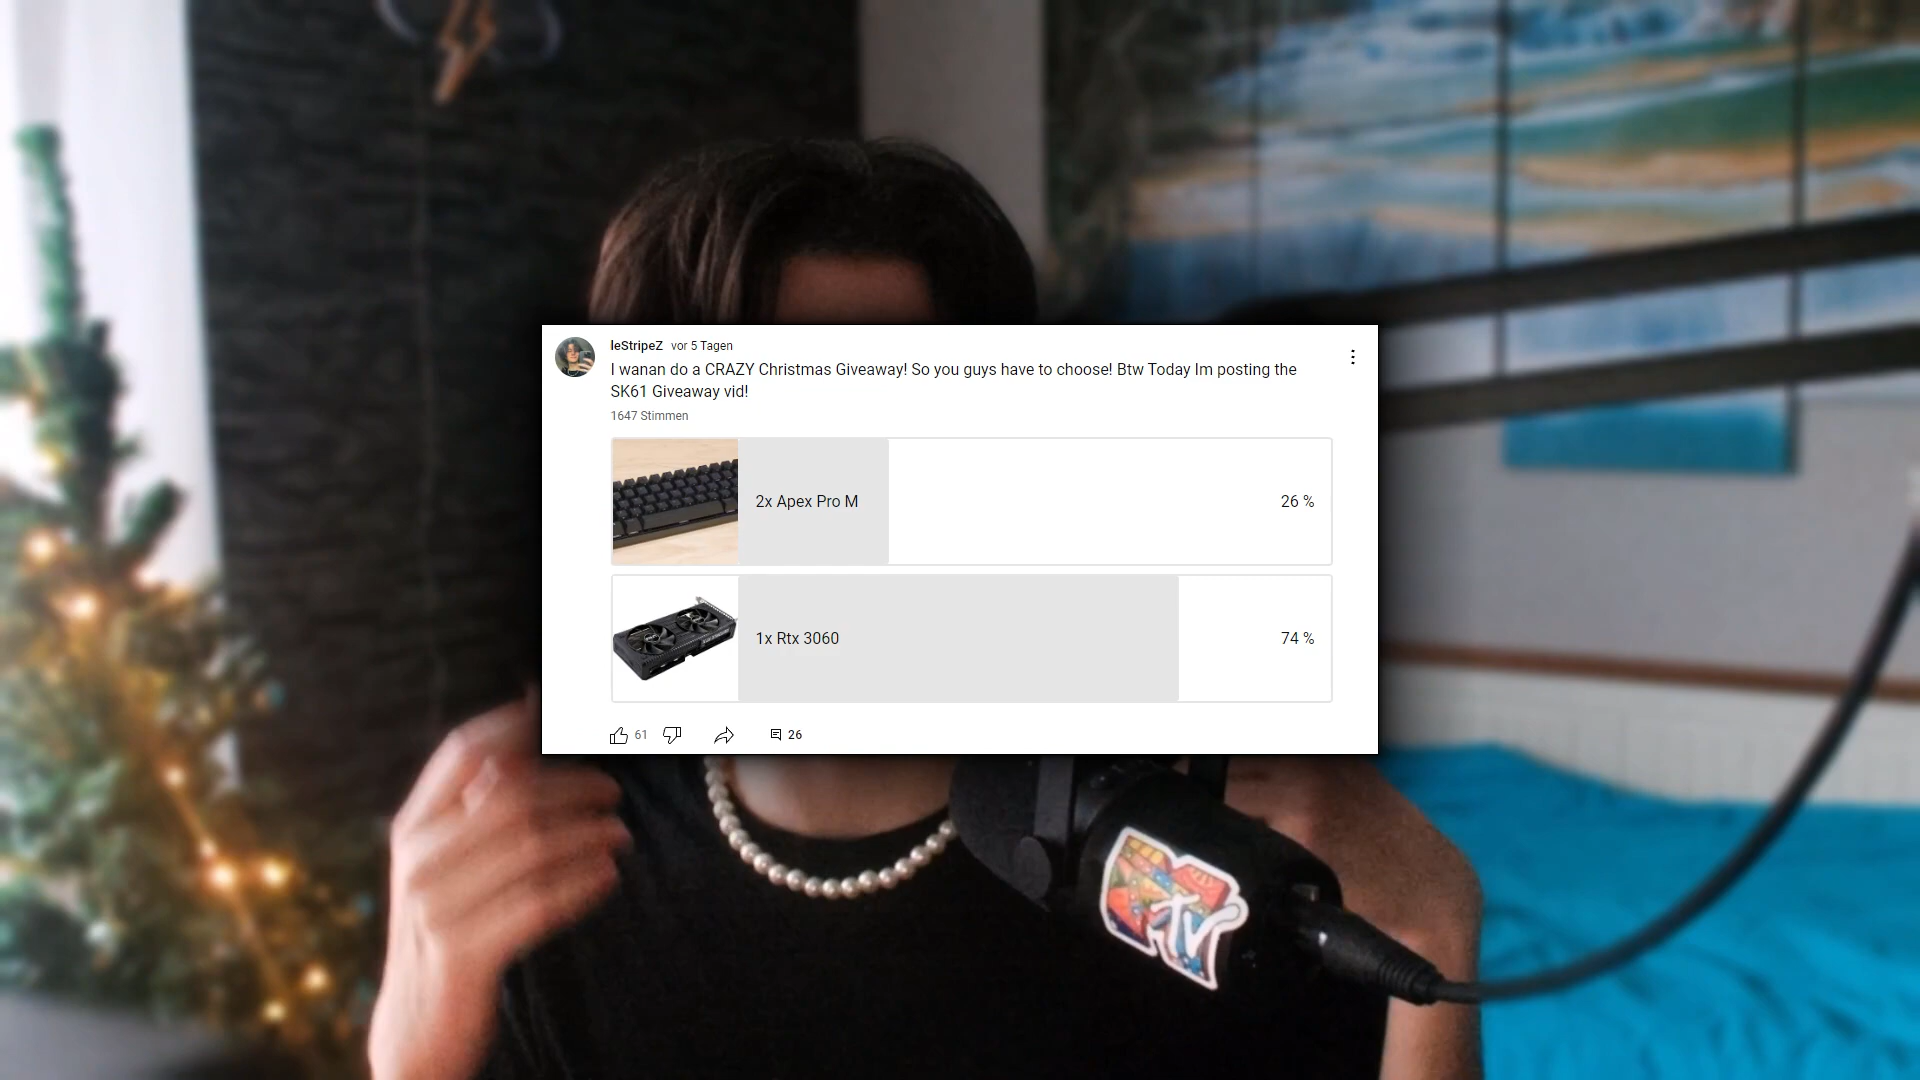 leStripeZ vor 5 Tagen
I wanan do a CRAZY Christmas Giveaway! So you guys have to choose! Btw Today Im posting the
SK61 Giveaway vid!
1647 Stimmen
2x Apex Pro M
26 %
1x Rtx 3060
74 %
61
26
TV